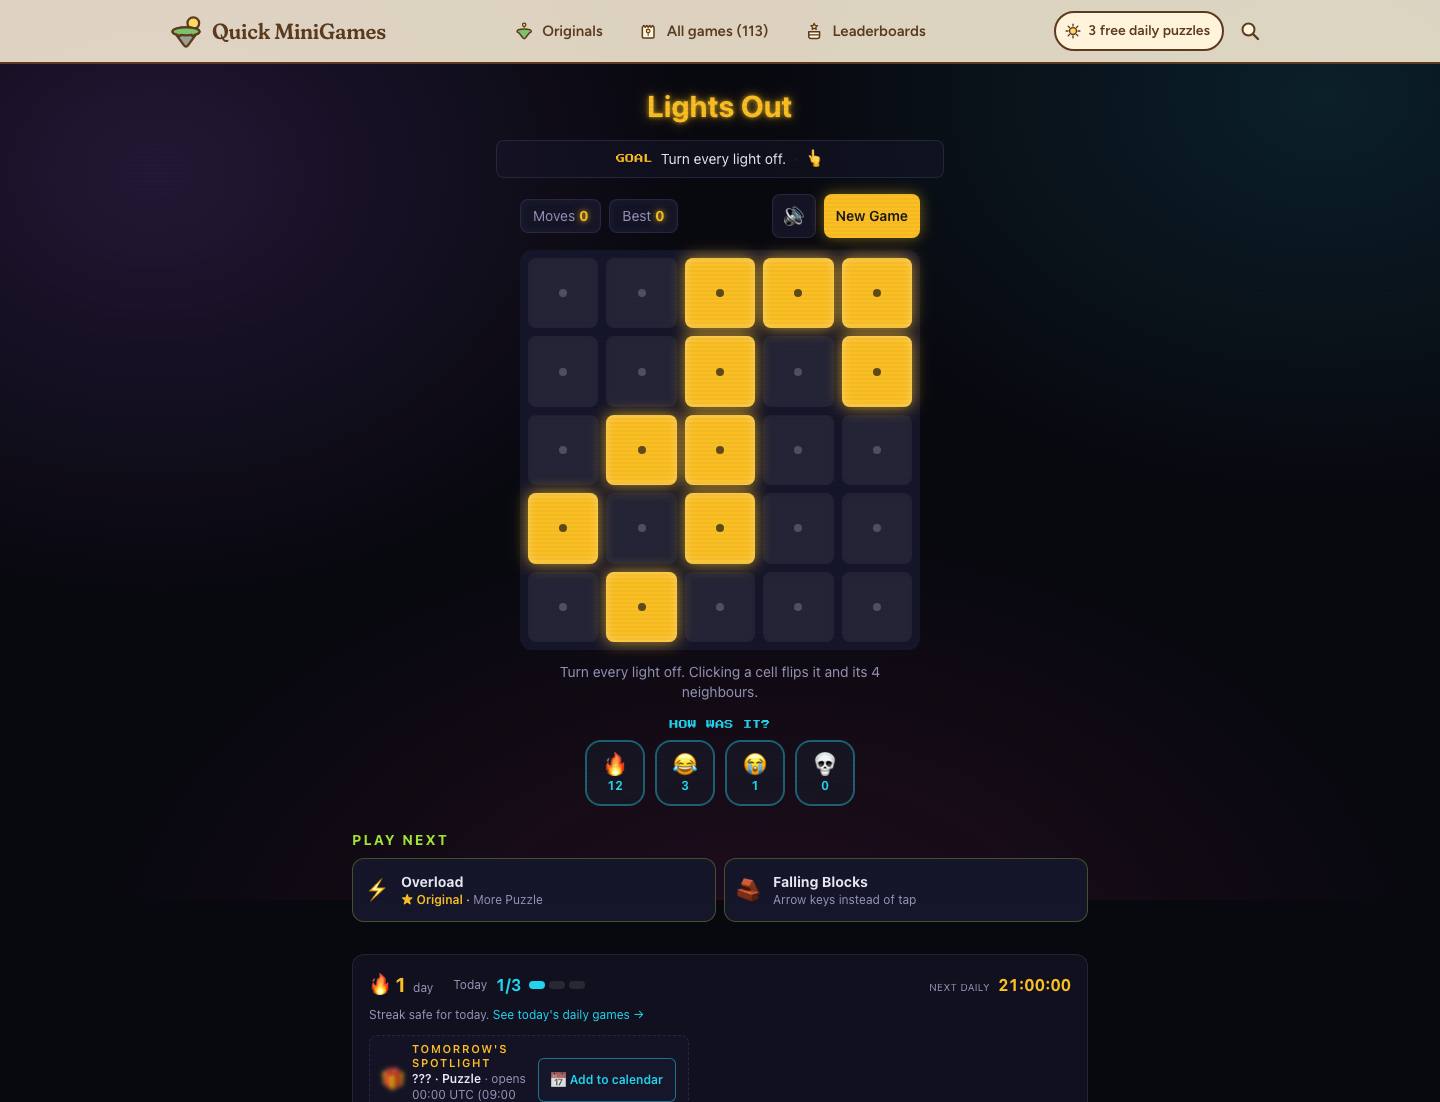 Quick MiniGames
Originals
All games (113)
Leaderboards
3 free daily puzzles
Lights Out
GOAL Turn every light off.
Moves 0
Best 0
New Game
Turn every light off. Clicking a cell flips it and its 4
neighbours.
HOW WAS IT?
12
3
1
0
PLAY NEXT
Overload
Original · More Puzzle
Falling Blocks
Arrow keys instead of tap
1 day
Today 1/3
NEXT DAILY 21:00:00
Streak safe for today. See today's daily games →
TOMORROW'S
SPOTLIGHT
??? · Puzzle · opens
00:00 UTC (09:00
Add to calendar